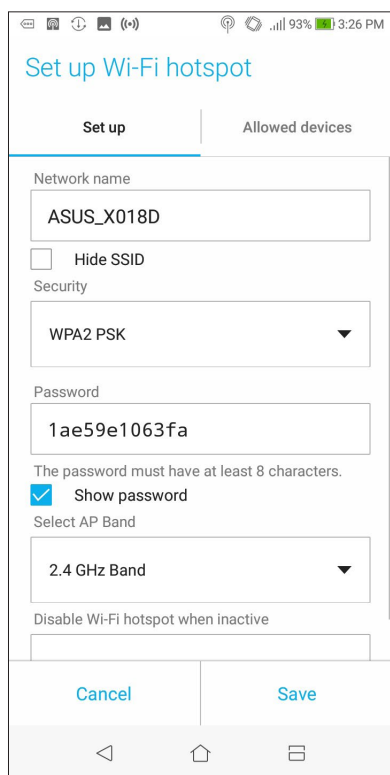 93% 3:26 PM
Set up Wi-Fi hotspot
Set up Allowed devices
Network name
ASUS_X018D
Hide SSID
Security
WPA2 PSK
Password
1ae59e1063fa
The password must have at least 8 characters.
Show password
Select AP Band
2.4 GHz Band
Disable Wi-Fi hotspot when inactive
Cancel Save